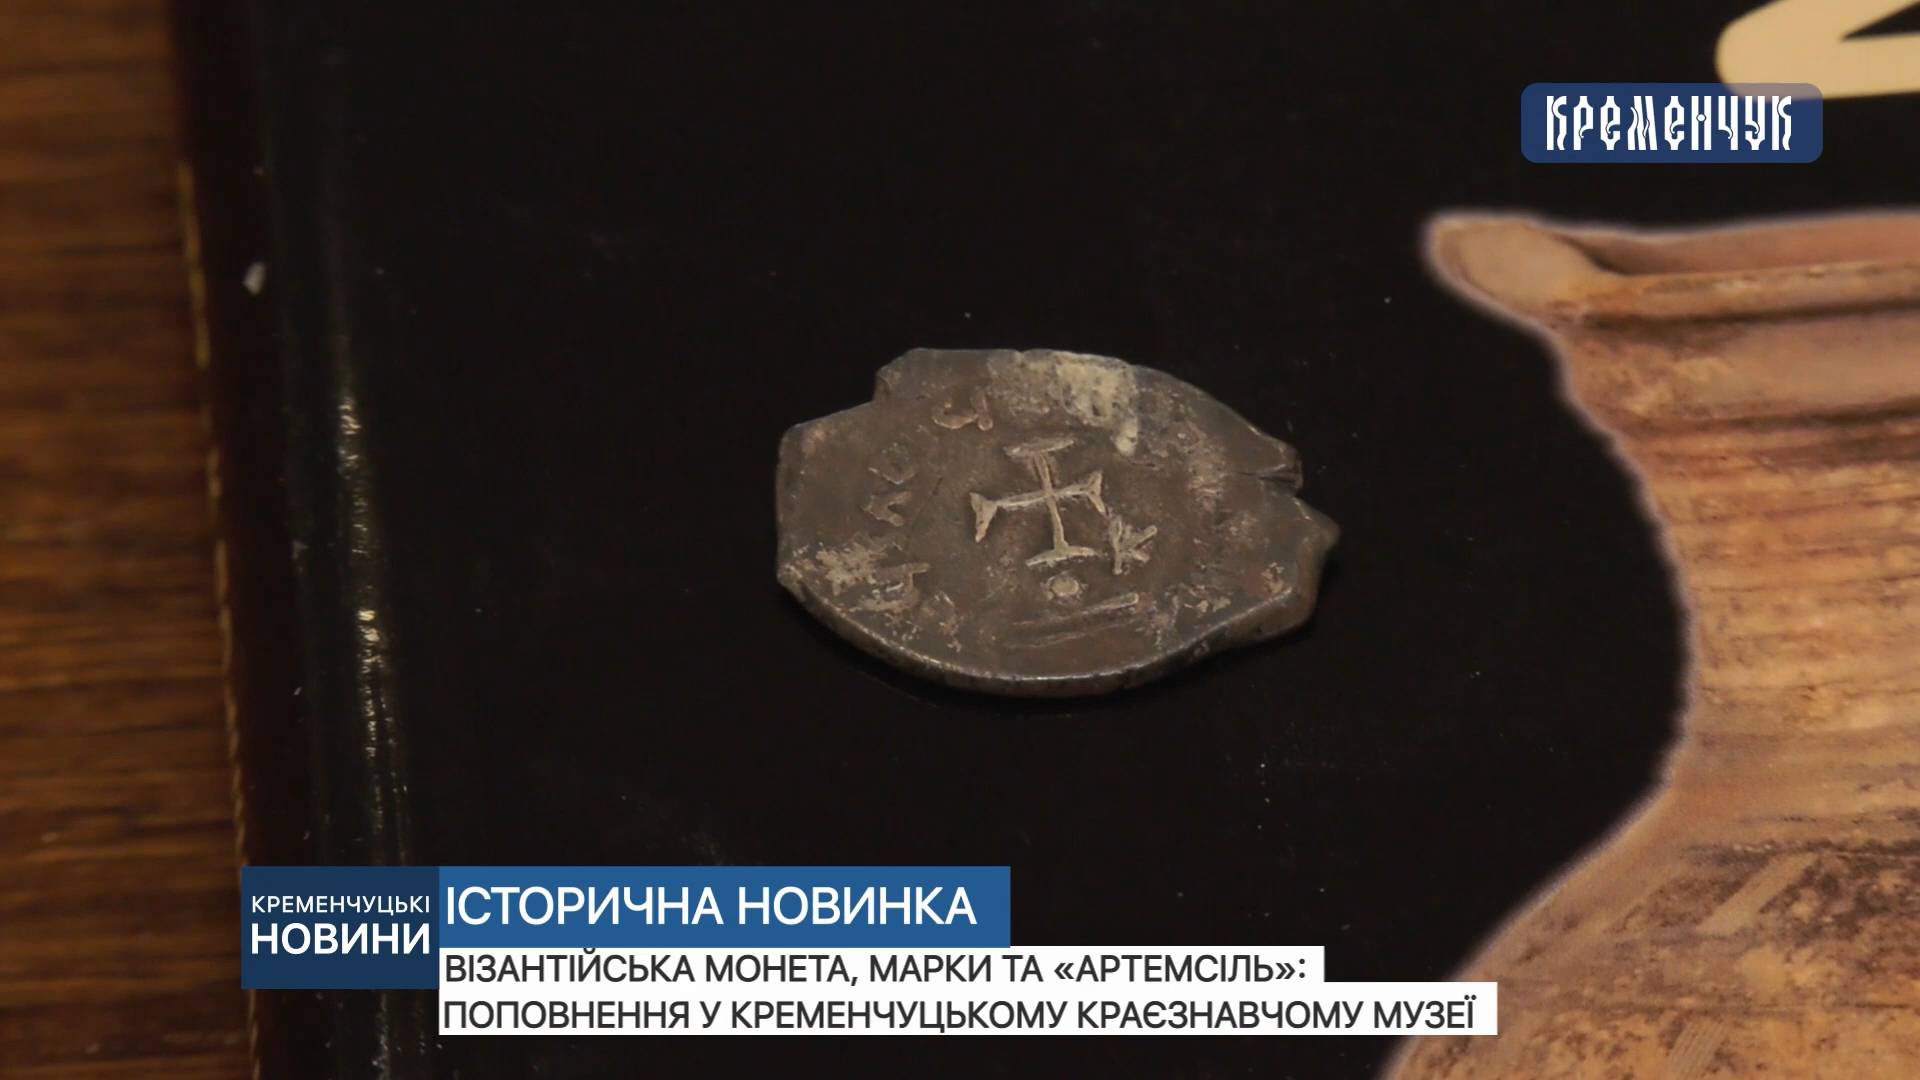 КРЕМЕНЧУК
КРЕМЕНЧУЦЬКІ
НОВИНИ
ІСТОРИЧНА НОВИНКА
ВІЗАНТІЙСЬКА МОНЕТА, МАРКИ ТА «АРТЕМСІЛЬ»:
ПОПОВНЕННЯ У КРЕМЕНЧУЦЬКОМУ КРАЄЗНАВЧОМУ МУЗЕЇ